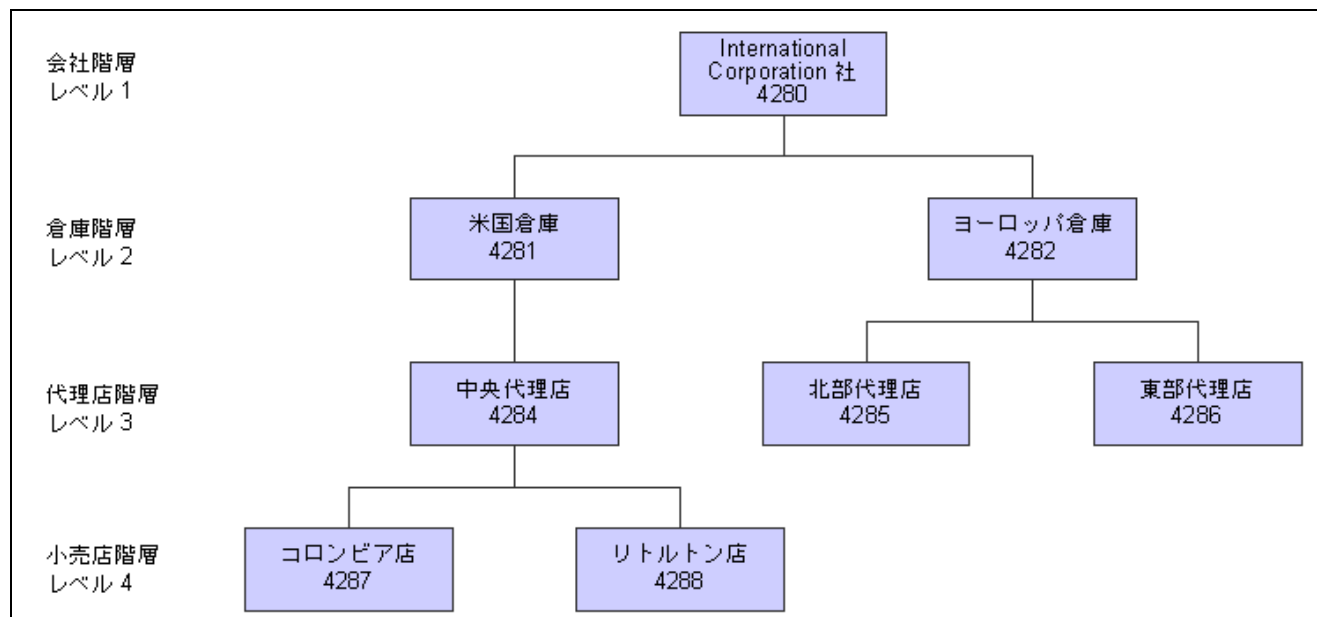 会社階層
レベル 1
International
Corporation 社
4280
倉庫階層
レベル 2
米国倉庫
4281
ヨーロッパ倉庫
4282
代理店階層
レベル 3
中央代理店
4284
北部代理店
4285
東部代理店
4286
小売店階層
レベル 4
コロンビア店
4287
リトルトン店
4288